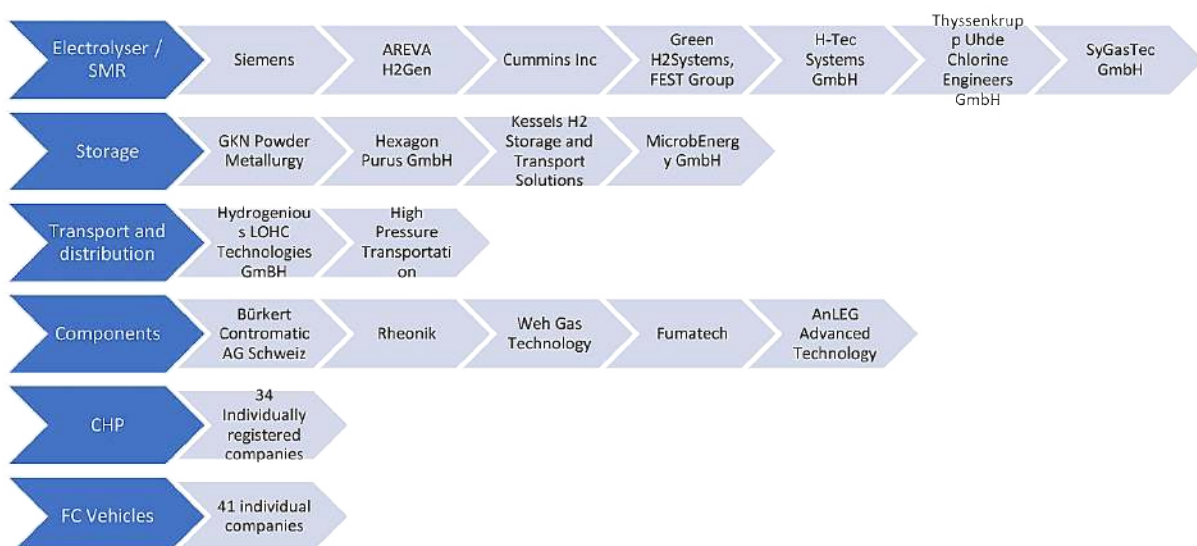 Electrolyser /
SMR
Siemens
AREVA
H2Gen
Cummins Inc
Green
H2Systems,
FEST Group
H-Tec
Systems
GmbH
Thyssenkrup
p Uhde
Chlorine
Engineers
GmbH
SyGasTec
GmbH
Storage
GKN Powder
Metallurgy
Hexagon
Purus GmbH
Kessels H2
Storage and
Transport
Solutions
MicrobEnerg
y GmbH
Transport and
distribution
Hydrogeniou
s LOHC
Technologies
GmBH
High
Pressure
Transportati
on
Components
Bürkert
Contromatic
AG Schweiz
Rheonik
Weh Gas
Technology
Fumatech
AnLEG
Advanced
Technology
CHP
34
Individually
registered
companies
FC Vehicles
41 individual
companies